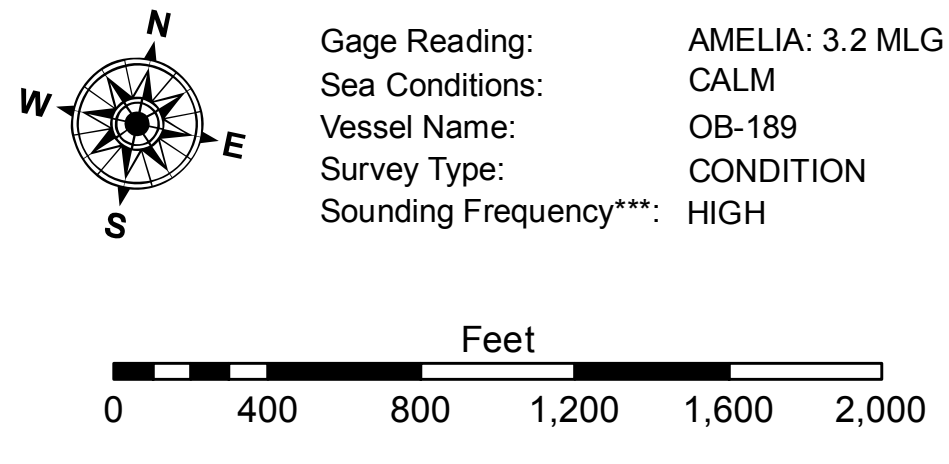 N
W
E
S
Gage Reading: AMELIA: 3.2 MLG
Sea Conditions: CALM
Vessel Name: OB-189
Survey Type: CONDITION
Sounding Frequency***: HIGH
Feet
0 400 800 1,200 1,600 2,000